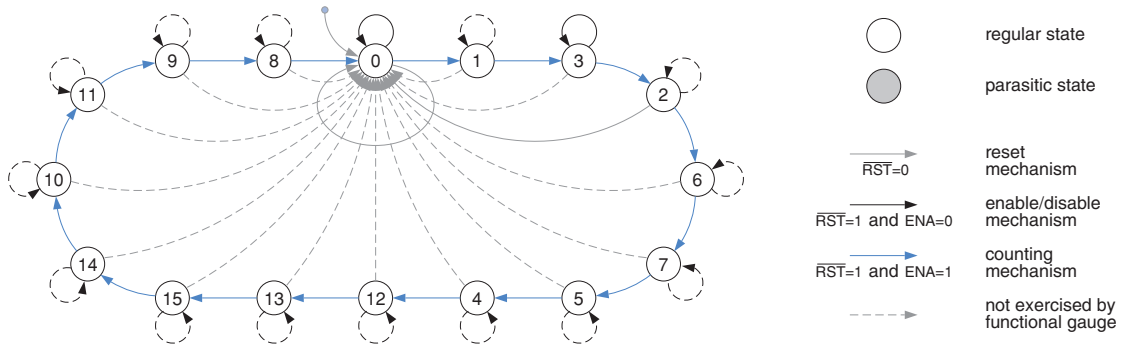 9 8 0 1 3
11 2
10 6
14 7
15 13 12 4 5
regular state
parasitic state
reset
mechanism
RST=0
enable/disable
mechanism
RST=1 and ENA=0
counting
mechanism
RST=1 and ENA=1
not exercised by
functional gauge